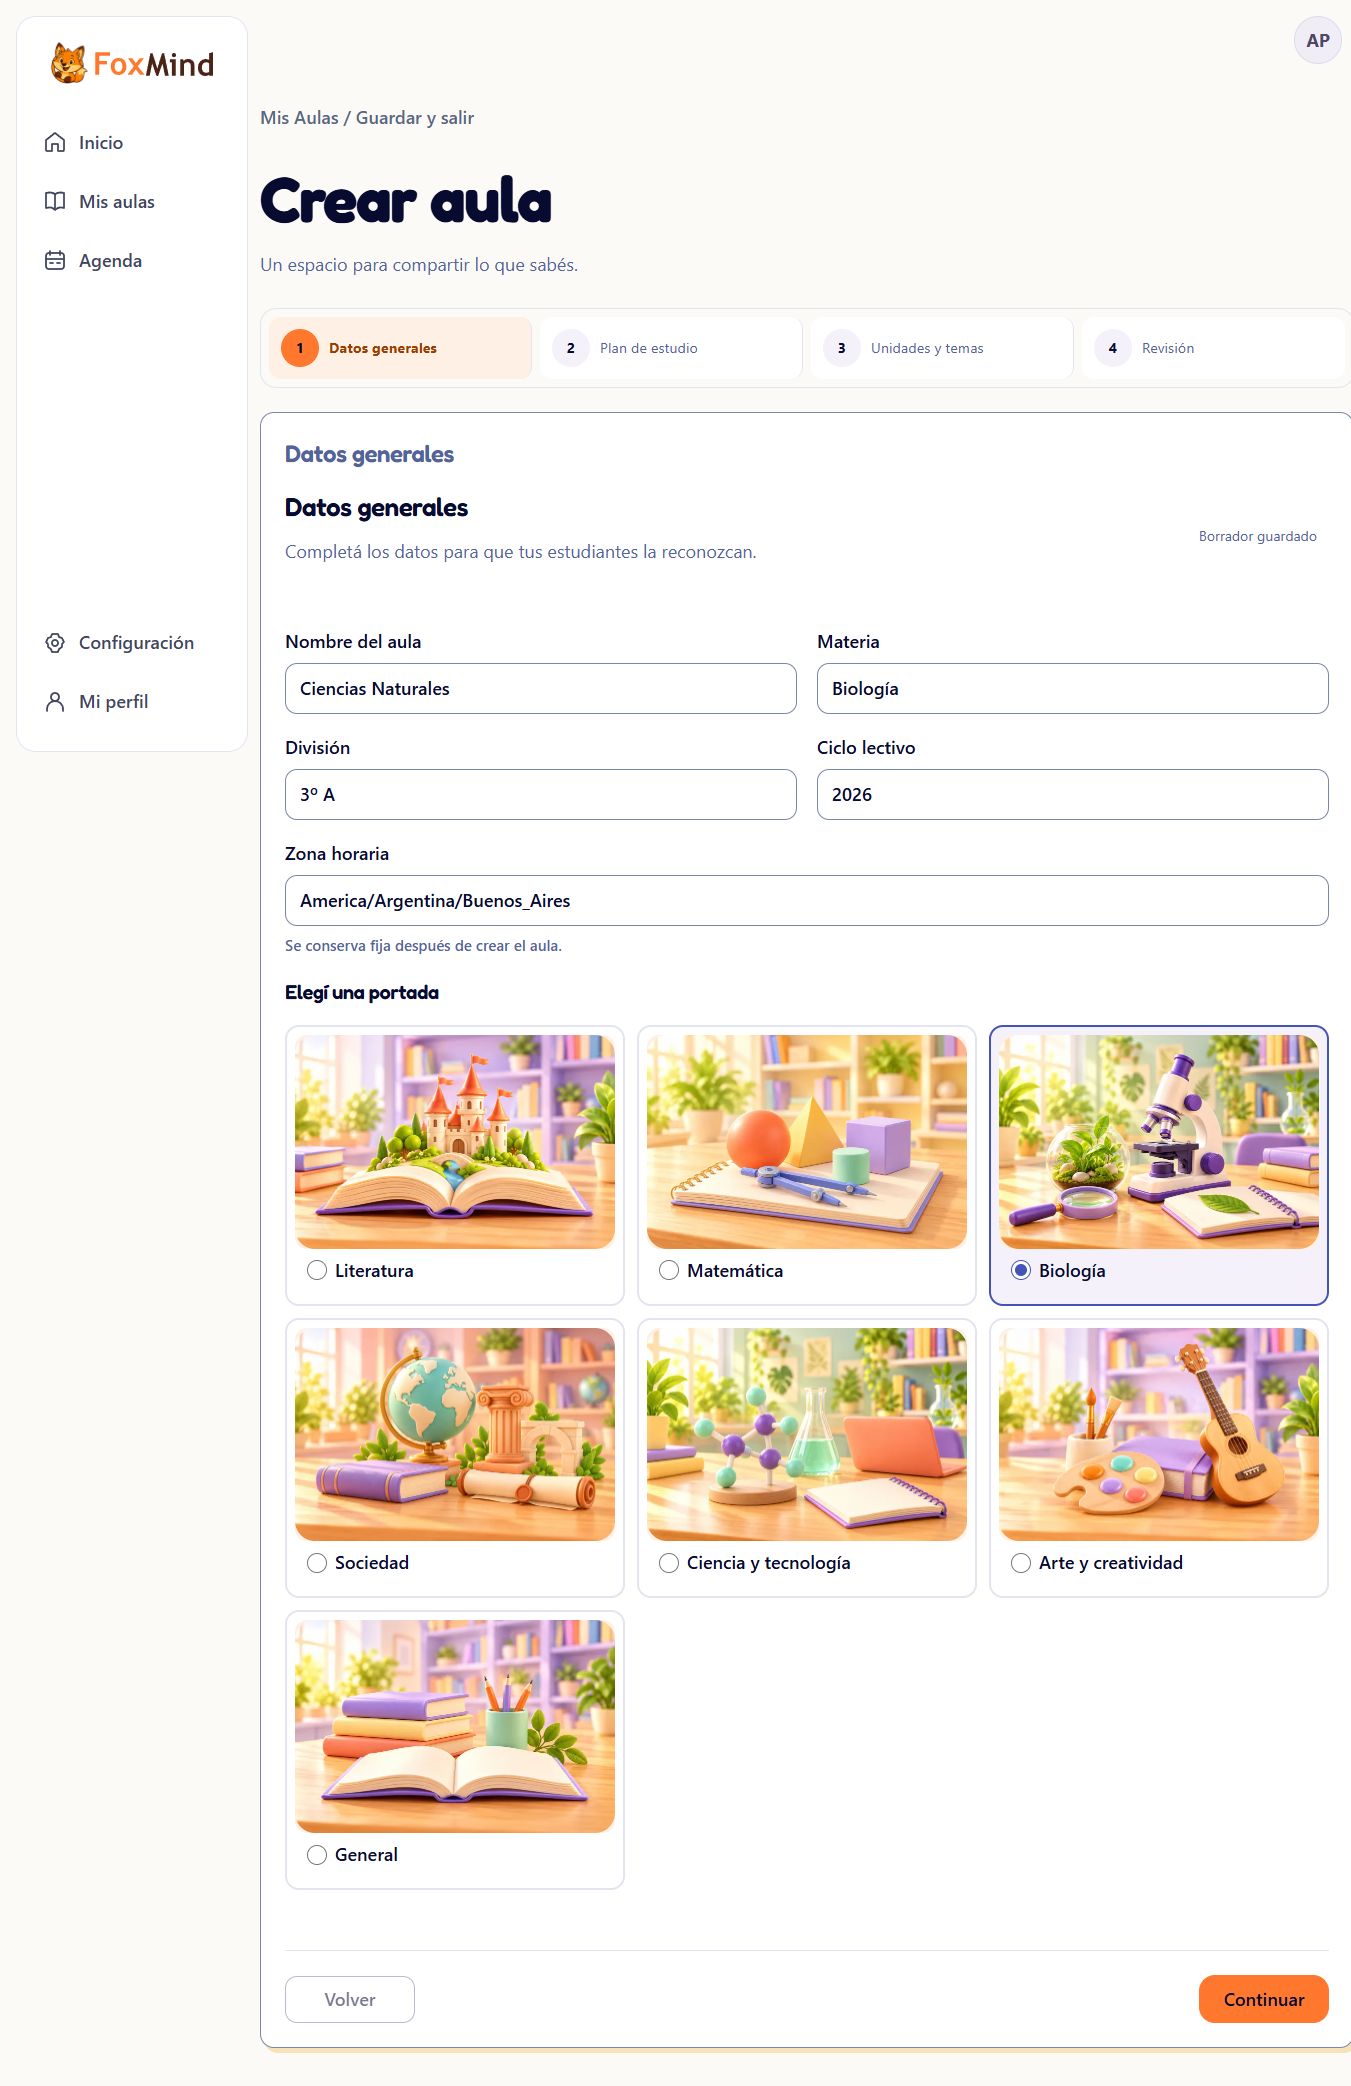 FoxMind
AP
Inicio
Mis aulas
Agenda
Configuración
Mi perfil
Mis Aulas / Guardar y salir
Crear aula
Un espacio para compartir lo que sabés.
1 Datos generales
2 Plan de estudio
3 Unidades y temas
4 Revisión
Datos generales
Datos generales
Completá los datos para que tus estudiantes la reconozcan.
Borrador guardado
Nombre del aula
Ciencias Naturales
Materia
Biología
División
3º A
Ciclo lectivo
2026
Zona horaria
America/Argentina/Buenos_Aires
Se conserva fija después de crear el aula.
Elegí una portada
Literatura
Matemática
Biología
Sociedad
Ciencia y tecnología
Arte y creatividad
General
Volver
Continuar